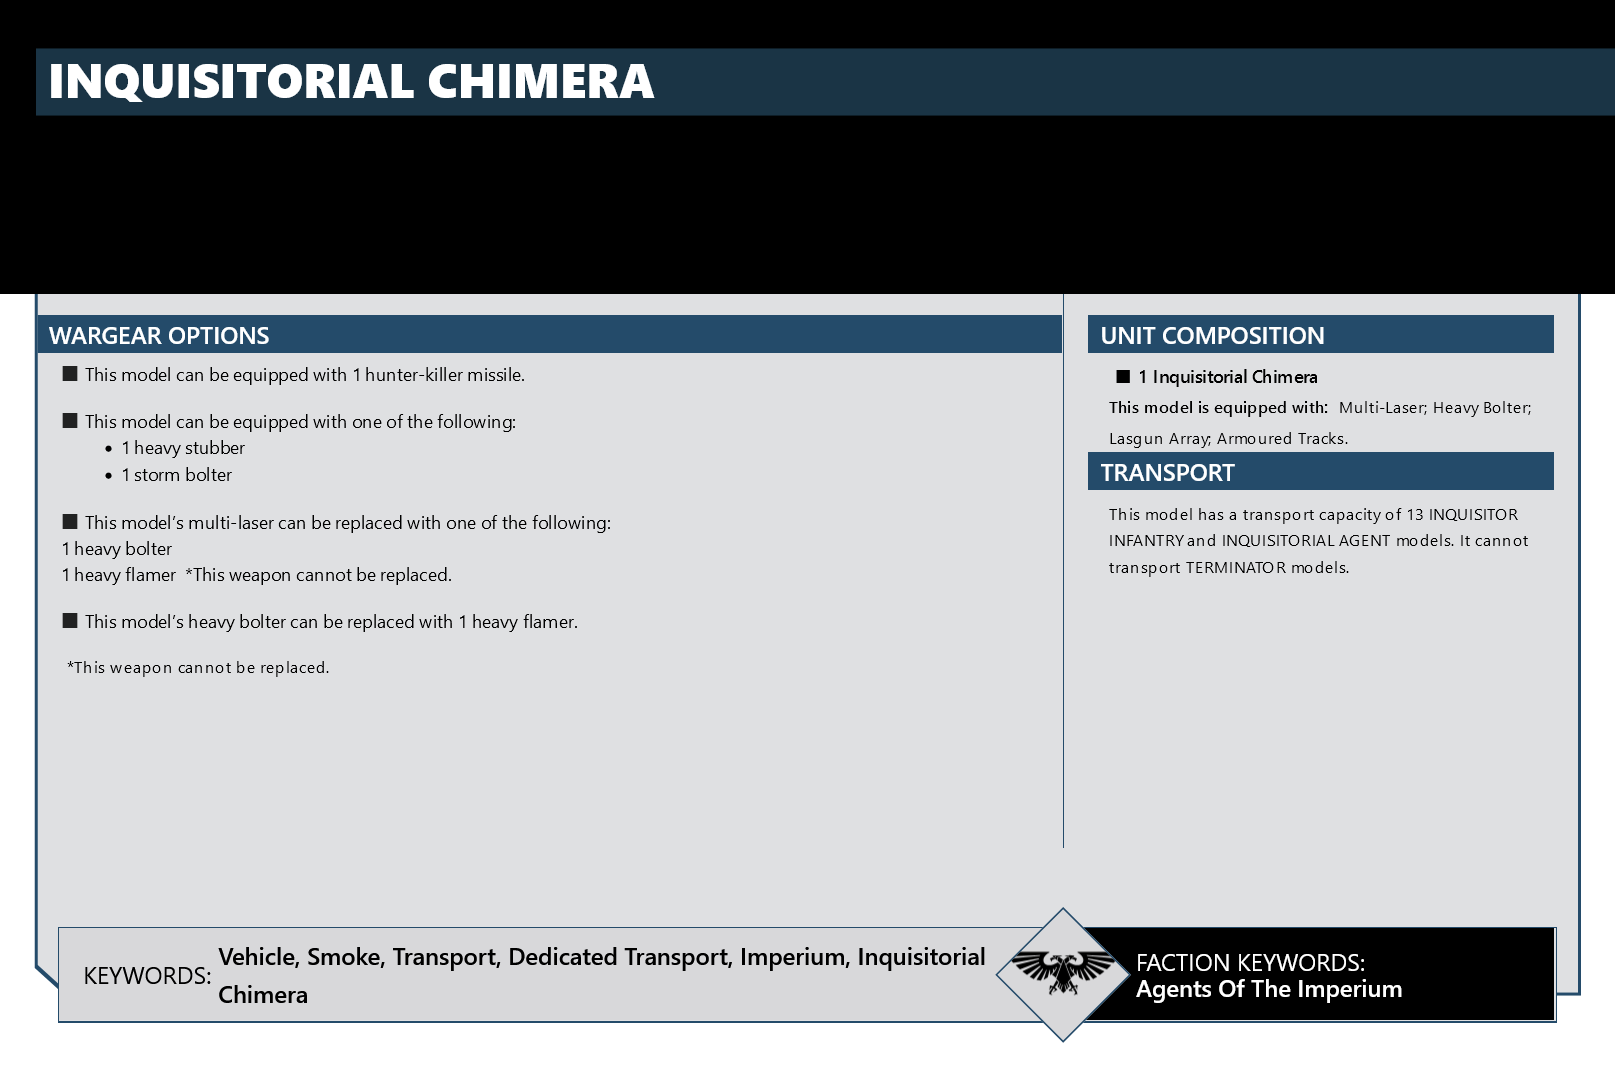 INQUISITORIAL CHIMERA
WARGEAR OPTIONS
■ This model can be equipped with 1 hunter-killer missile.
■ This model can be equipped with one of the following:
• 1 heavy stubber
• 1 storm bolter
■ This model’s multi-laser can be replaced with one of the following:
1 heavy bolter
1 heavy flamer *This weapon cannot be replaced.
■ This model’s heavy bolter can be replaced with 1 heavy flamer.
*This weapon cannot be replaced.
UNIT COMPOSITION
■ 1 Inquisitorial Chimera
This model is equipped with: Multi-Laser; Heavy Bolter;
Lasgun Array; Armoured Tracks.
TRANSPORT
This model has a transport capacity of 13 INQUISITOR
INFANTRY and INQUISITORIAL AGENT models. It cannot
transport TERMINATOR models.
KEYWORDS: Vehicle, Smoke, Transport, Dedicated Transport, Imperium, Inquisitorial
Chimera
FACTION KEYWORDS:
Agents Of The Imperium